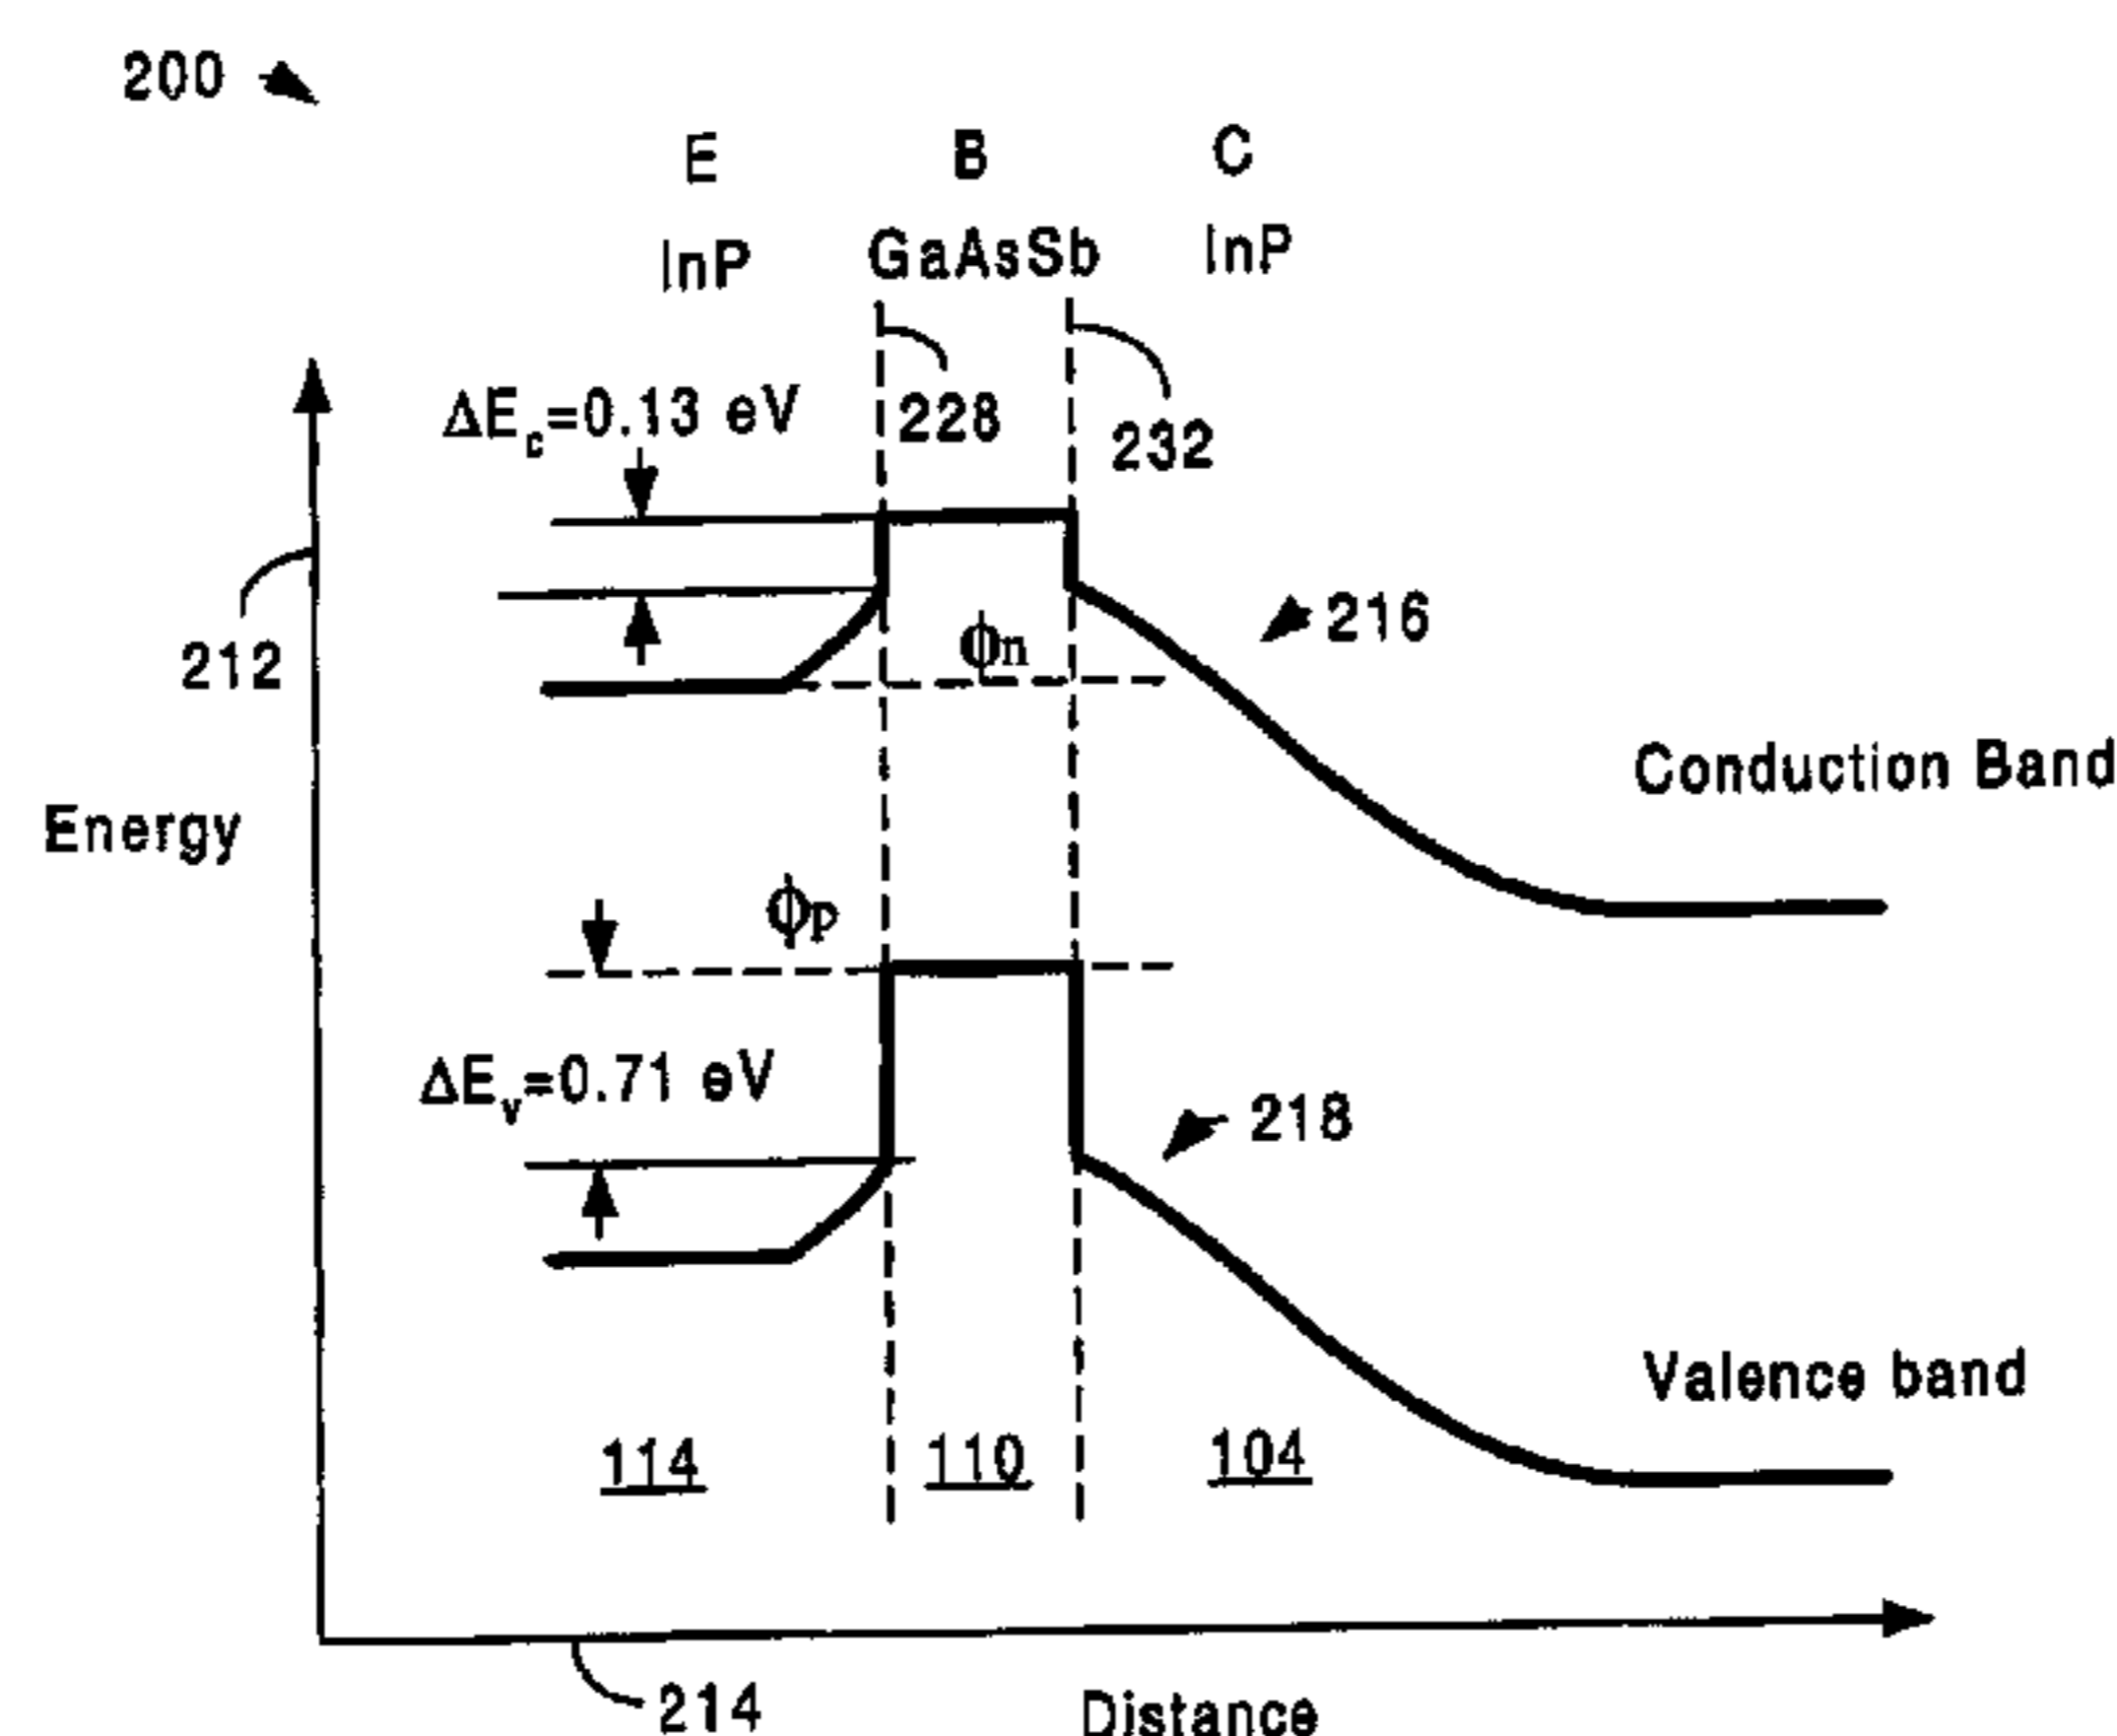 200
E B C
InP GaAsSb InP
ΔEc=0.13 eV
228
232
212
ϕn
216
Conduction Band
Energy
ϕp
ΔEv=0.71 eV
218
Valence band
114 110 104
214
Distance